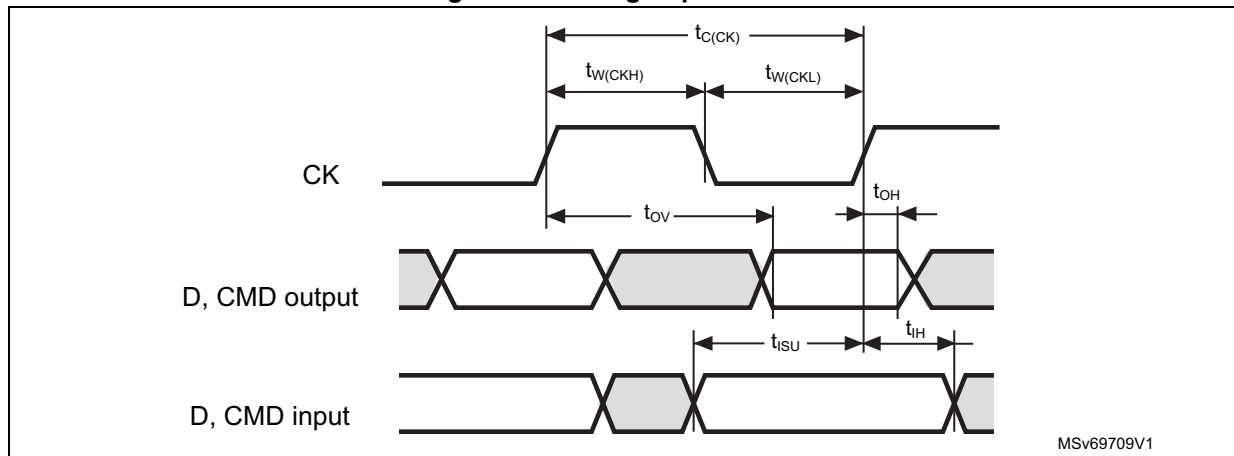 tC(CK)
tW(CKH)
tW(CKL)
CK
tOH
tOV
D, CMD output
tISU
tIH
D, CMD input
MSv69709V1